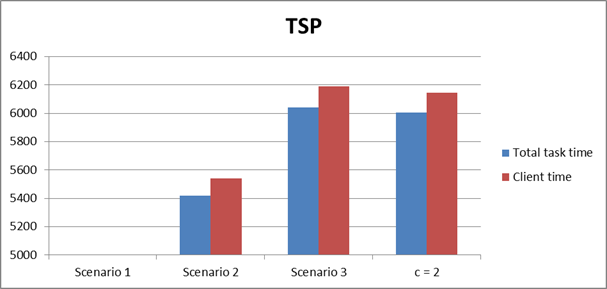 TSP
6400
6200
6000
5800
5600
5400
5200
5000
Scenario 1 Scenario 2 Scenario 3 c = 2
Total task time
Client time